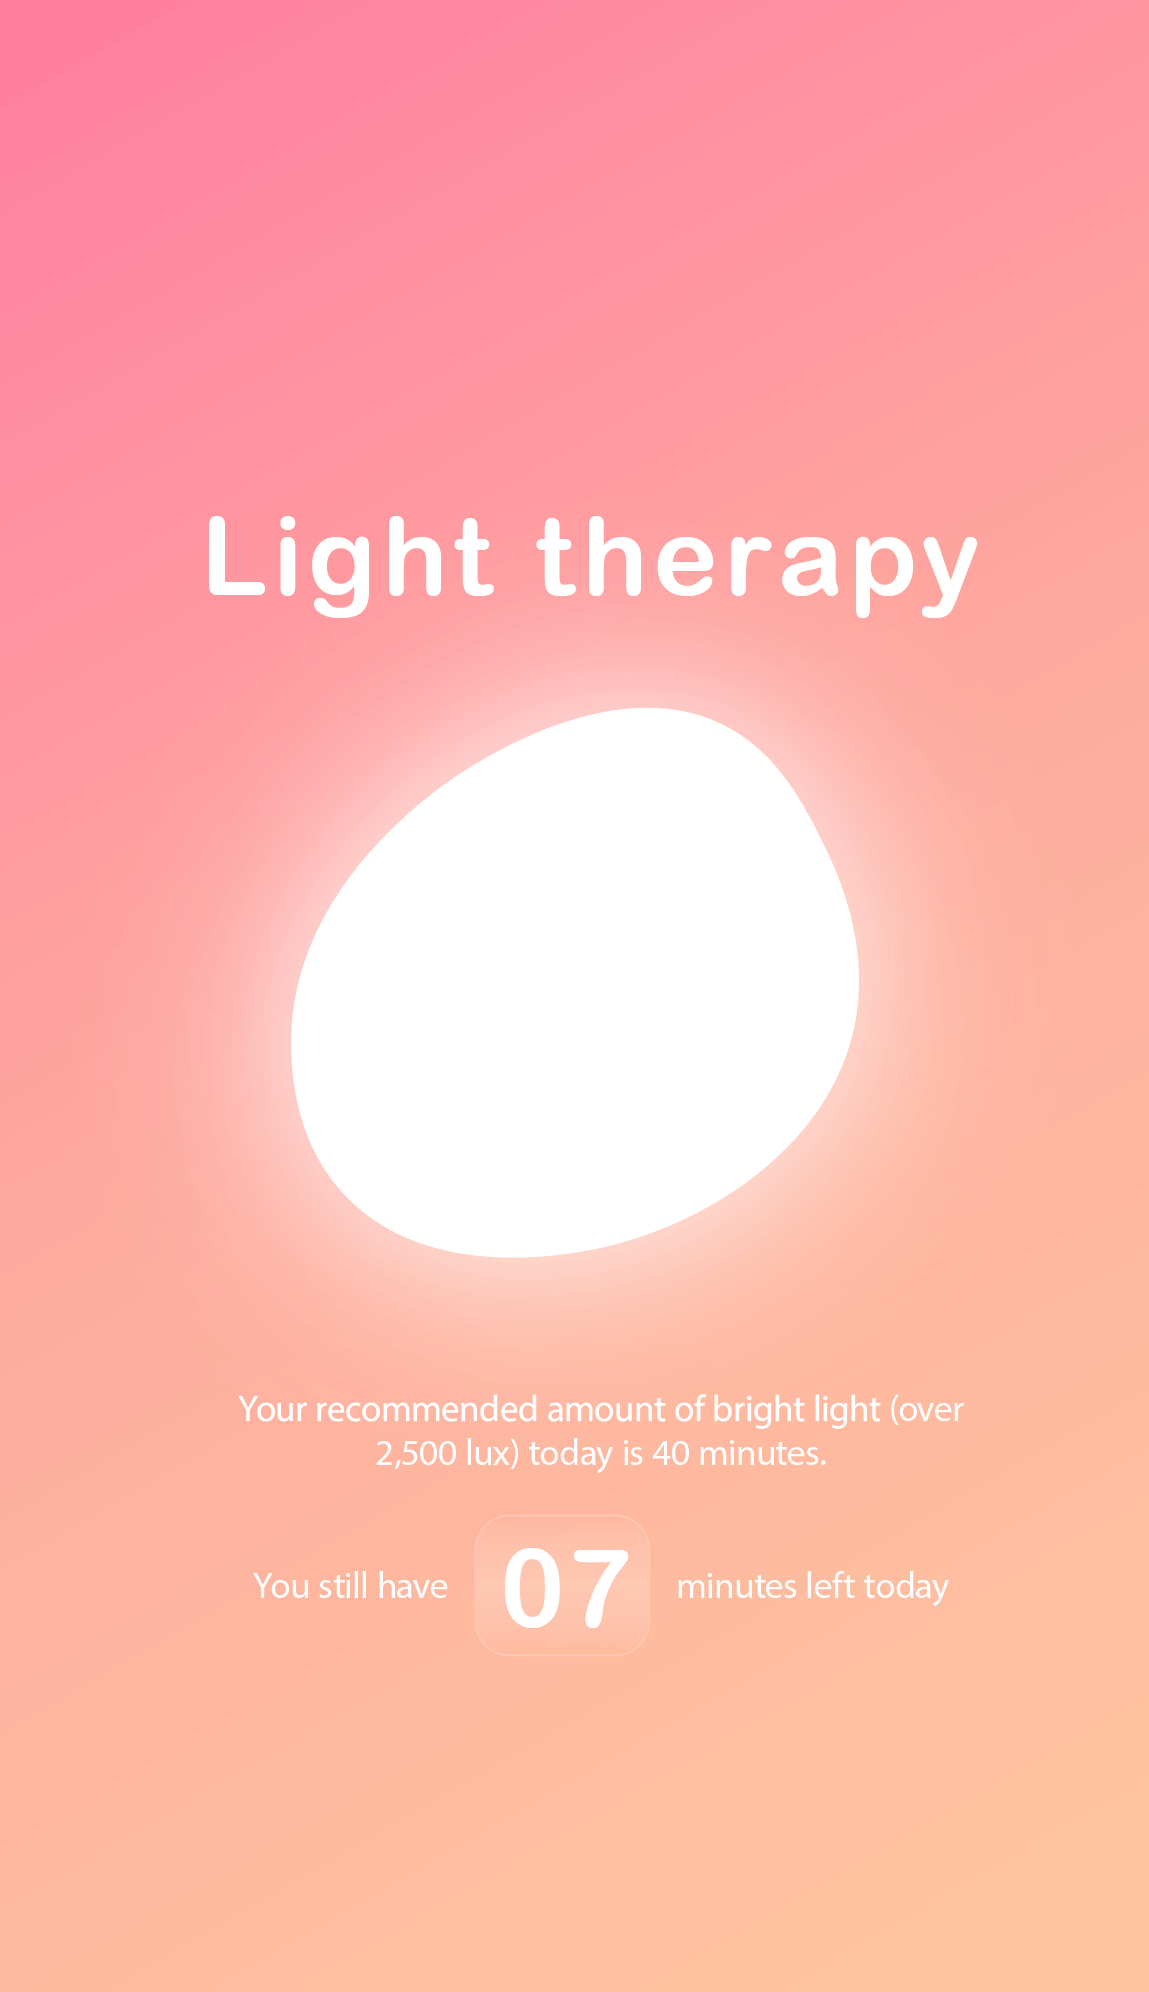 Light therapy
Your recommended amount of bright light (over
2,500 lux) today is 40 minutes.
You still have 07 minutes left today